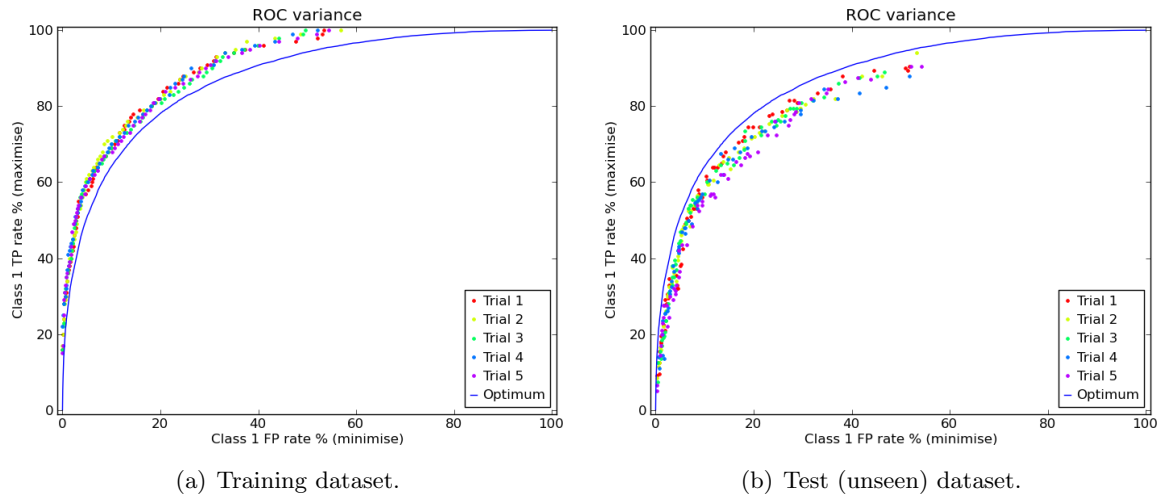 ROC variance
Class 1 TP rate % (maximise)
100
80
60
40
20
0
Trial 1
Trial 2
Trial 3
Trial 4
Trial 5
Optimum
0 20 40 60 80 100
Class 1 FP rate % (minimise)
(a) Training dataset.
ROC variance
Class 1 TP rate % (maximise)
100
80
60
40
20
0
Trial 1
Trial 2
Trial 3
Trial 4
Trial 5
Optimum
0 20 40 60 80 100
Class 1 FP rate % (minimise)
(b) Test (unseen) dataset.